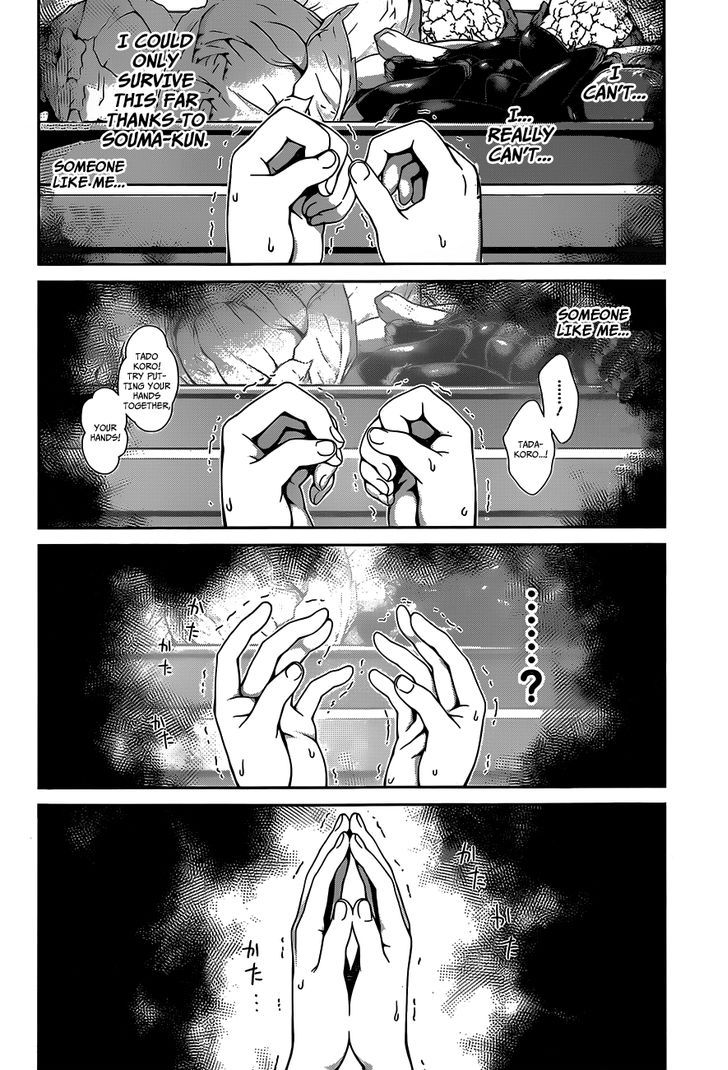 I
CAN'T...
I...
REALLY
CAN'T...
I COULD
ONLY
SURVIVE
THIS FAR
THANKS TO
SOUMA-KUN.
SOMEONE
LIKE ME...
SOMEONE
LIKE ME...
........!
TADA-
KORO...!
TADO
KORO!
TRY PUT-
TING YOUR
HANDS
TOGETHER,
YOUR
HANDS!
........?
かた
かた
かた
かた
かた
かた...